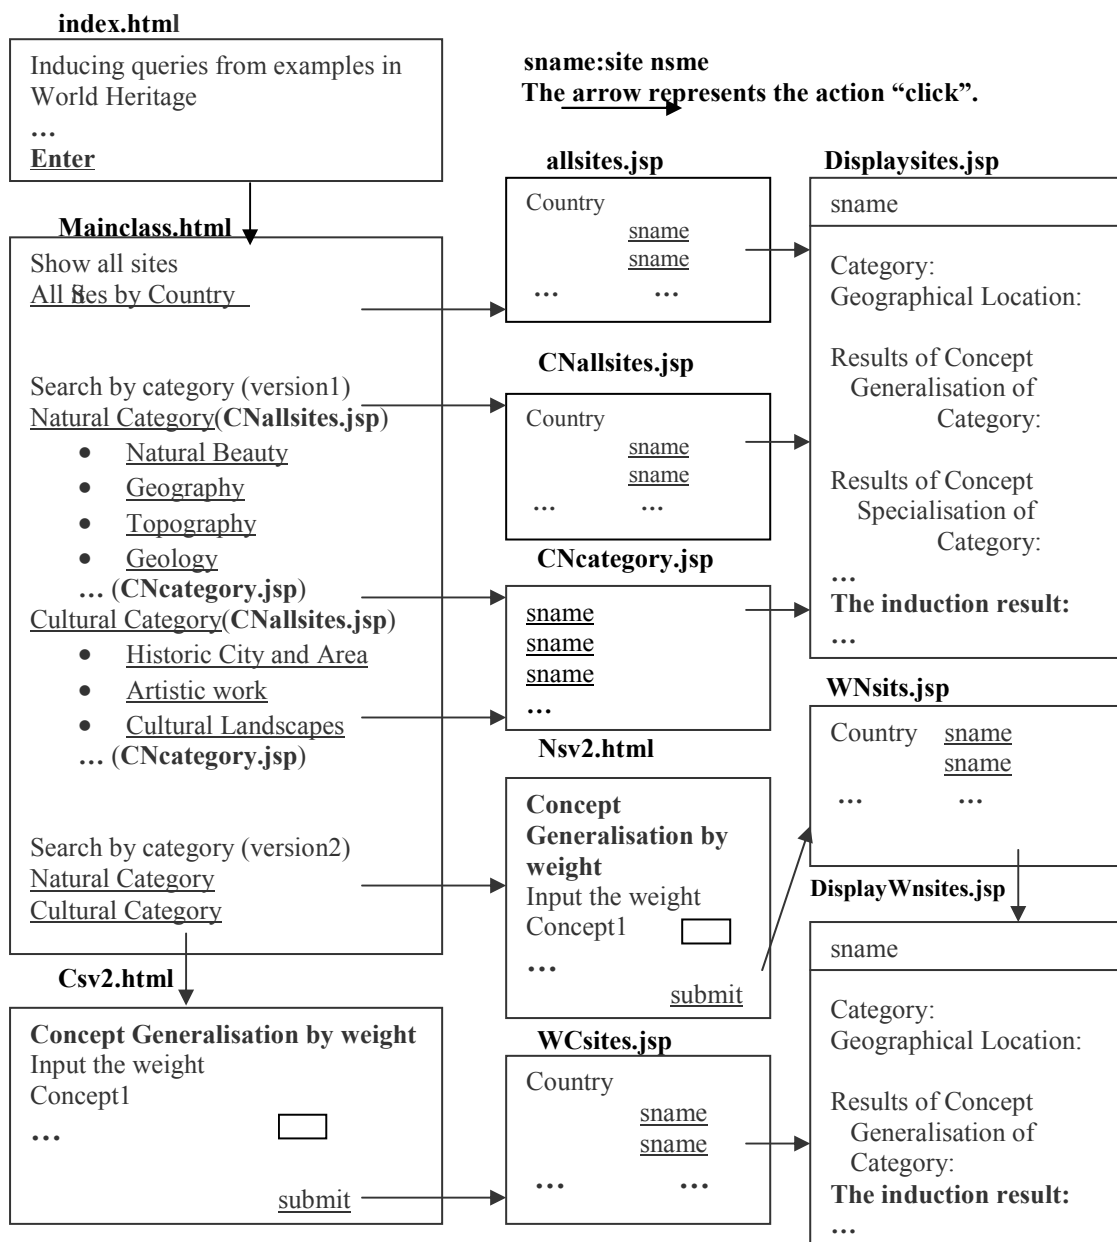 index.html
Inducing queries from examples in
World Heritage
...
Enter
sname:site nsme
The arrow represents the action “click”.
Mainclass.html
Show all sites
All Sites by Country
Search by category (version1)
Natural Category(CNallsites.jsp)
• Natural Beauty
• Geography
• Topography
• Geology
... (CNcategory.jsp)
Cultural Category(CNallsites.jsp)
• Historic City and Area
• Artistic work
• Cultural Landscapes
... (CNcategory.jsp)
Search by category (version2)
Natural Category
Cultural Category
Csv2.html
Concept Generalisation by weight
Input the weight
Concept1
...
submit
allsites.jsp
Country
sname
sname
... ...
CNallsites.jsp
Country
sname
sname
... ...
CNcategory.jsp
sname
sname
sname
...
Nsv2.html
Concept
Generalisation by
weight
Input the weight
Concept1
...
submit
WCsites.jsp
Country
sname
sname
... ...
Displaysites.jsp
sname
Category:
Geographical Location:
Results of Concept
Generalisation of
Category:
Results of Concept
Specialisation of
Category:
...
The induction result:
...
WNsits.jsp
Country sname
sname
... ...
DisplayWnsites.jsp
sname
Category:
Geographical Location:
Results of Concept
Generalisation of
Category:
The induction result:
...